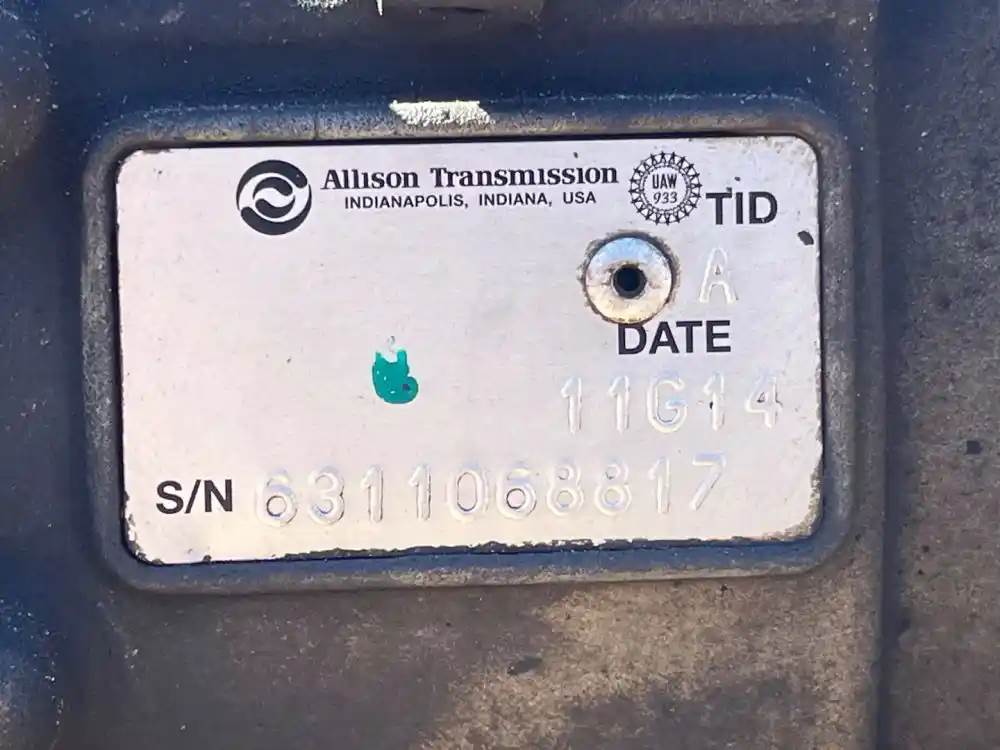 Allison Transmission
INDIANAPOLIS, INDIANA, USA
UAW
933
TID
A
DATE
11G14
S/N 6311068817